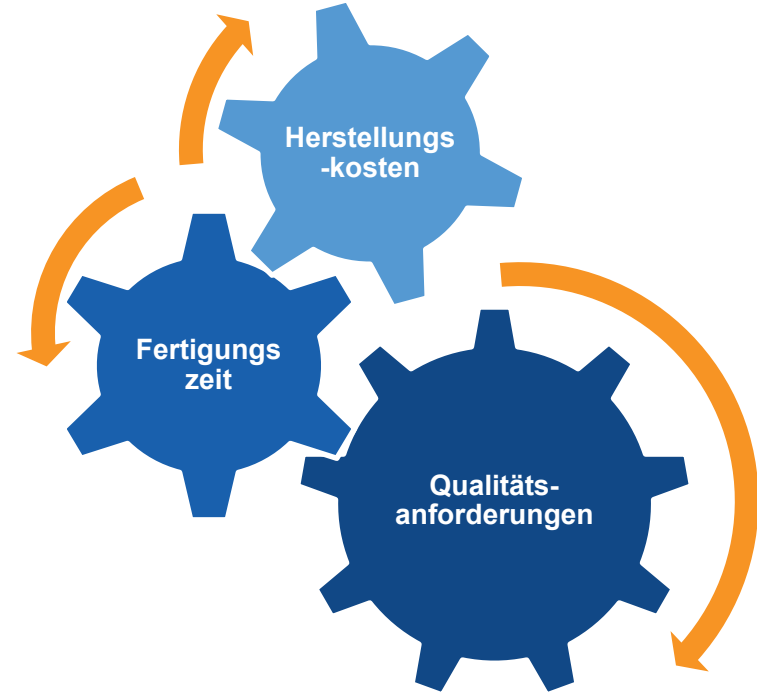 Herstellungs
-kosten
Fertigungs
zeit
Qualitäts-
anforderungen